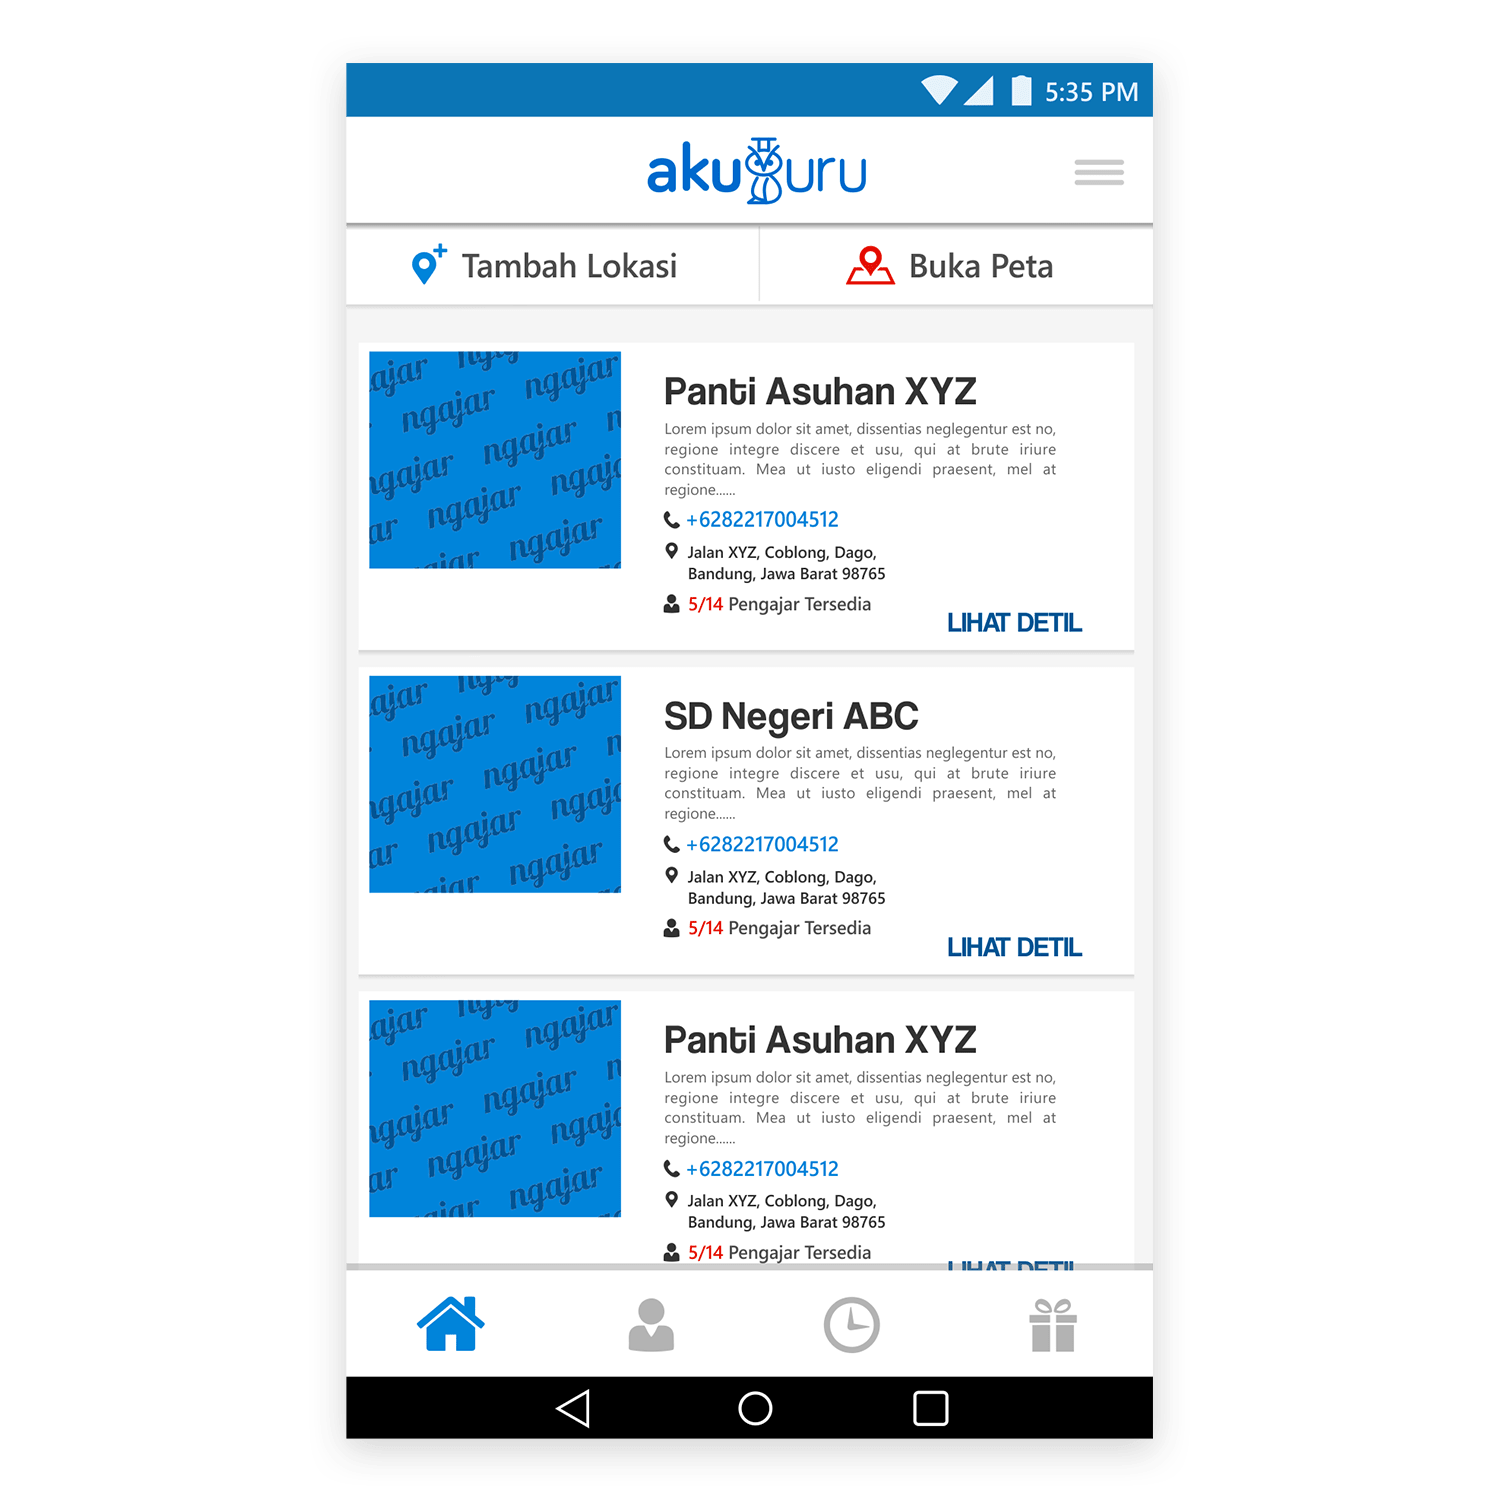 5:35 PM
akuguru
Tambah Lokasi
Buka Peta
ajar ngajar ngajar
ngajar
ngajar ngajar
ngajar ngajar
ar ngajar
ngajar
Panti Asuhan XYZ
Lorem ipsum dolor sit amet, dissentias neglegentur est no,
regione integre discere et usu, qui at brute iriure
constituam. Mea ut iusto eligendi praesent, mel at
regione......
+6282217004512
Jalan XYZ, Coblong, Dago,
Bandung, Jawa Barat 98765
5/14 Pengajar Tersedia
LIHAT DETIL
ajar ngajar ngajar
ngajar
ngajar ngajar
ngajar ngajar
ar ngajar
ngajar
SD Negeri ABC
Lorem ipsum dolor sit amet, dissentias neglegentur est no,
regione integre discere et usu, qui at brute iriure
constituam. Mea ut iusto eligendi praesent, mel at
regione......
+6282217004512
Jalan XYZ, Coblong, Dago,
Bandung, Jawa Barat 98765
5/14 Pengajar Tersedia
LIHAT DETIL
ajar ngajar ngajar
ngajar
ngajar ngajar
ngajar ngajar
ar ngajar
ngajar
Panti Asuhan XYZ
Lorem ipsum dolor sit amet, dissentias neglegentur est no,
regione integre discere et usu, qui at brute iriure
constituam. Mea ut iusto eligendi praesent, mel at
regione......
+6282217004512
Jalan XYZ, Coblong, Dago,
Bandung, Jawa Barat 98765
5/14 Pengajar Tersedia
LIHAT DETIL